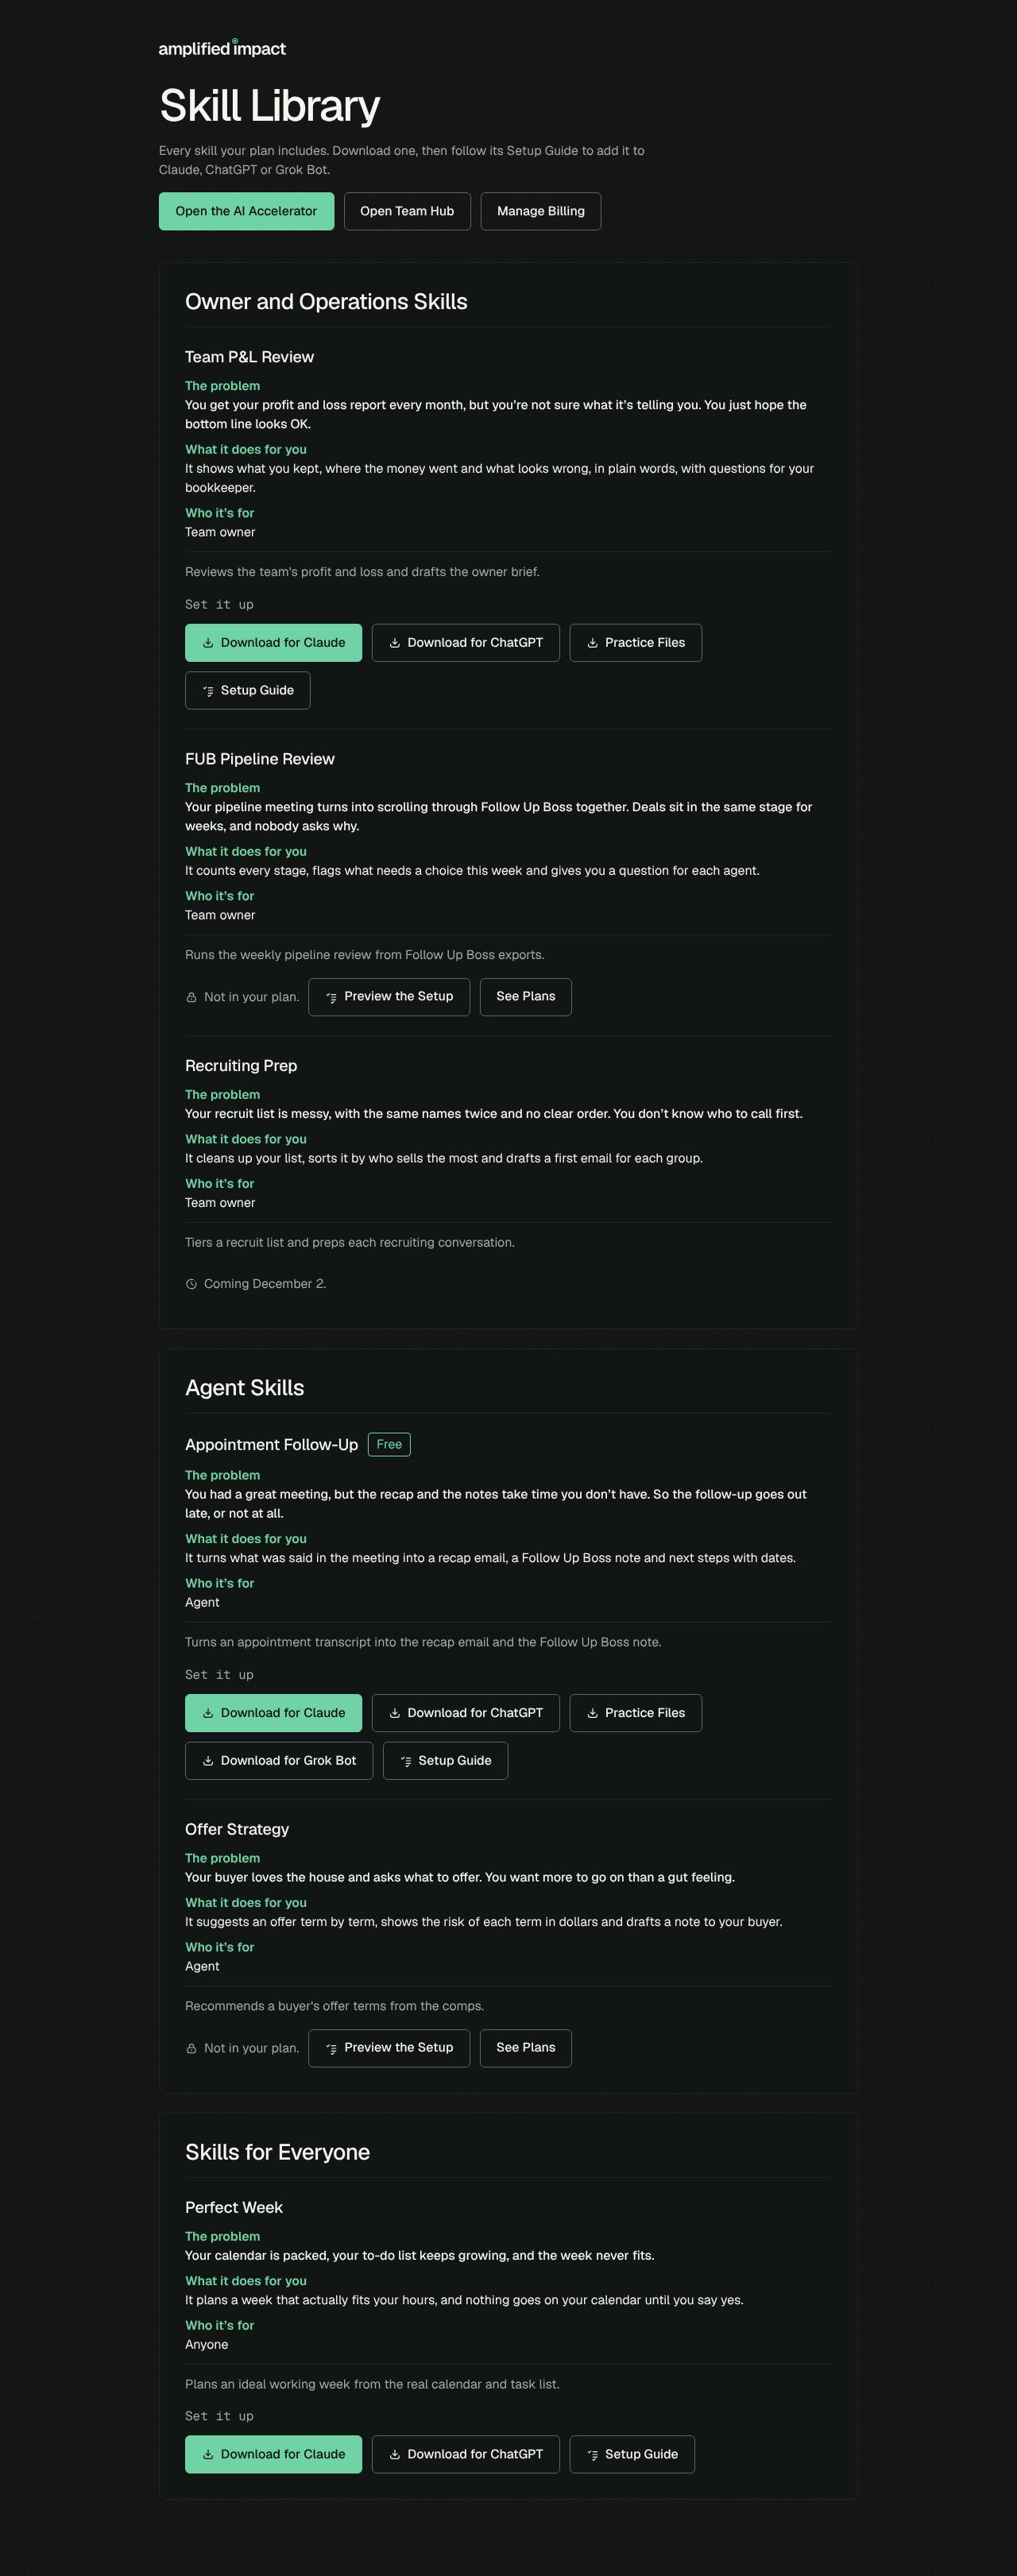 amplified impact
Skill Library
Every skill your plan includes. Download one, then follow its Setup Guide to add it to
Claude, ChatGPT or Grok Bot.
Open the AI Accelerator
Open Team Hub
Manage Billing
Owner and Operations Skills
Team P&L Review
The problem
You get your profit and loss report every month, but you’re not sure what it’s telling you. You just hope the
bottom line looks OK.
What it does for you
It shows what you kept, where the money went and what looks wrong, in plain words, with questions for your
bookkeeper.
Who it’s for
Team owner
Reviews the team's profit and loss and drafts the owner brief.
Set it up
Download for Claude
Download for ChatGPT
Practice Files
Setup Guide
FUB Pipeline Review
The problem
Your pipeline meeting turns into scrolling through Follow Up Boss together. Deals sit in the same stage for
weeks, and nobody asks why.
What it does for you
It counts every stage, flags what needs a choice this week and gives you a question for each agent.
Who it’s for
Team owner
Runs the weekly pipeline review from Follow Up Boss exports.
Not in your plan.
Preview the Setup
See Plans
Recruiting Prep
The problem
Your recruit list is messy, with the same names twice and no clear order. You don’t know who to call first.
What it does for you
It cleans up your list, sorts it by who sells the most and drafts a first email for each group.
Who it’s for
Team owner
Tiers a recruit list and preps each recruiting conversation.
Coming December 2.
Agent Skills
Appointment Follow-Up
Free
The problem
You had a great meeting, but the recap and the notes take time you don’t have. So the follow-up goes out
late, or not at all.
What it does for you
It turns what was said in the meeting into a recap email, a Follow Up Boss note and next steps with dates.
Who it’s for
Agent
Turns an appointment transcript into the recap email and the Follow Up Boss note.
Set it up
Download for Claude
Download for ChatGPT
Practice Files
Download for Grok Bot
Setup Guide
Offer Strategy
The problem
Your buyer loves the house and asks what to offer. You want more to go on than a gut feeling.
What it does for you
It suggests an offer term by term, shows the risk of each term in dollars and drafts a note to your buyer.
Who it’s for
Agent
Recommends a buyer's offer terms from the comps.
Not in your plan.
Preview the Setup
See Plans
Skills for Everyone
Perfect Week
The problem
Your calendar is packed, your to-do list keeps growing, and the week never fits.
What it does for you
It plans a week that actually fits your hours, and nothing goes on your calendar until you say yes.
Who it’s for
Anyone
Plans an ideal working week from the real calendar and task list.
Set it up
Download for Claude
Download for ChatGPT
Setup Guide